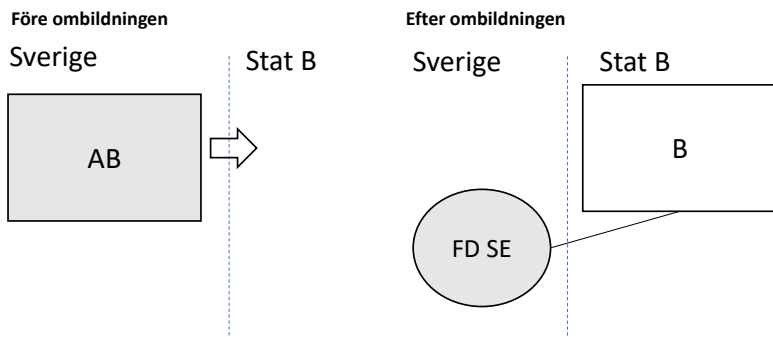 Före ombildningen
Sverige
Stat B
AB
Efter ombildningen
Sverige
Stat B
B
FD SE